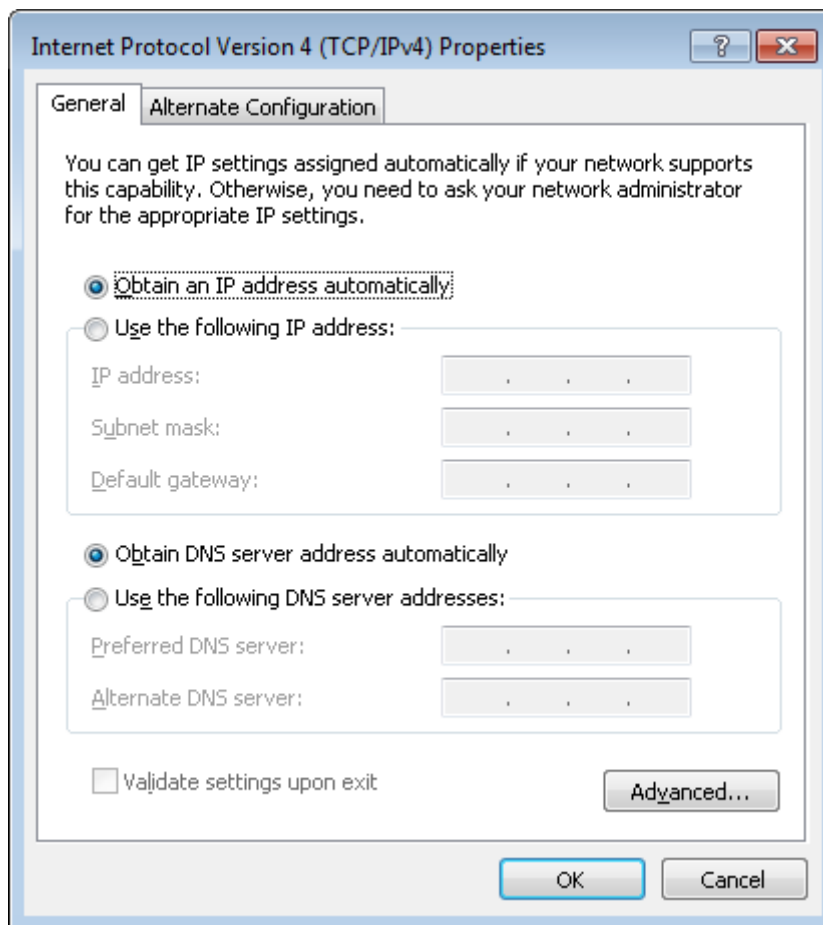 Internet Protocol Version 4 (TCP/IPv4) Properties
?
General
Alternate Configuration
You can get IP settings assigned automatically if your network supports
this capability. Otherwise, you need to ask your network administrator
for the appropriate IP settings.
Obtain an IP address automatically
Use the following IP address:
IP address:
. . .
Subnet mask:
. . .
Default gateway:
. . .
Obtain DNS server address automatically
Use the following DNS server addresses:
Preferred DNS server:
. . .
Alternate DNS server:
. . .
Validate settings upon exit
Advanced...
OK
Cancel